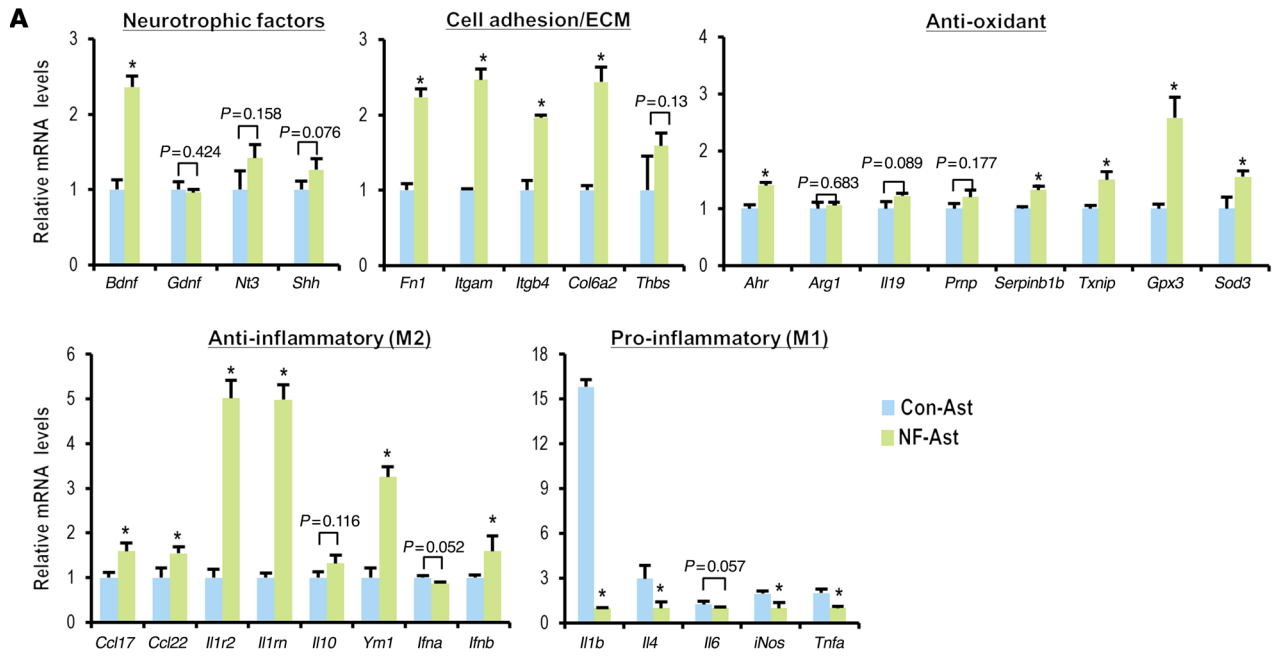 A
Neurotrophic factors
Relative mRNA levels
3
2
1
0
*
P=0.424
P=0.158
P=0.076
Bdnf Gdnf Nt3 Shh
Cell adhesion/ECM
3
2
1
0
* * * *
P=0.13
Fn1 Itgam Itgb4 Col6a2 Thbs
Anti-oxidant
4
3
2
1
0
* * * * *
P=0.683
P=0.089
P=0.177
Ahr Arg1 Il19 Prnp Serpinb1b Txnip Gpx3 Sod3
Anti-inflammatory (M2)
Relative mRNA levels
6
5
4
3
2
1
0
* * * * * *
P=0.116
P=0.052
Ccl17 Ccl22 Il1r2 Il1rn Il10 Ym1 Ifna Ifnb
Pro-inflammatory (M1)
18
15
12
9
6
3
0
* * * *
P=0.057
Il1b Il4 Il6 iNos Tnfa
Con-Ast
NF-Ast